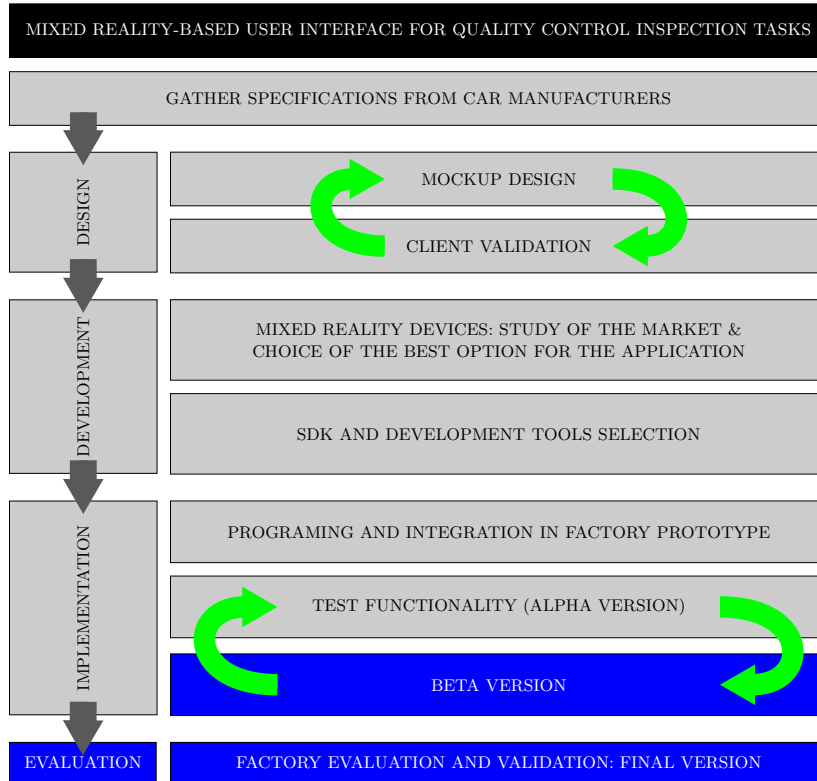 MIXED REALITY-BASED USER INTERFACE FOR QUALITY CONTROL INSPECTION TASKS
GATHER SPECIFICATIONS FROM CAR MANUFACTURERS
DESIGN
MOCKUP DESIGN
CLIENT VALIDATION
DEVELOPMENT
MIXED REALITY DEVICES: STUDY OF THE MARKET &
CHOICE OF THE BEST OPTION FOR THE APPLICATION
SDK AND DEVELOPMENT TOOLS SELECTION
IMPLEMENTATION
PROGRAMING AND INTEGRATION IN FACTORY PROTOTYPE
TEST FUNCTIONALITY (ALPHA VERSION)
BETA VERSION
EVALUATION
FACTORY EVALUATION AND VALIDATION: FINAL VERSION